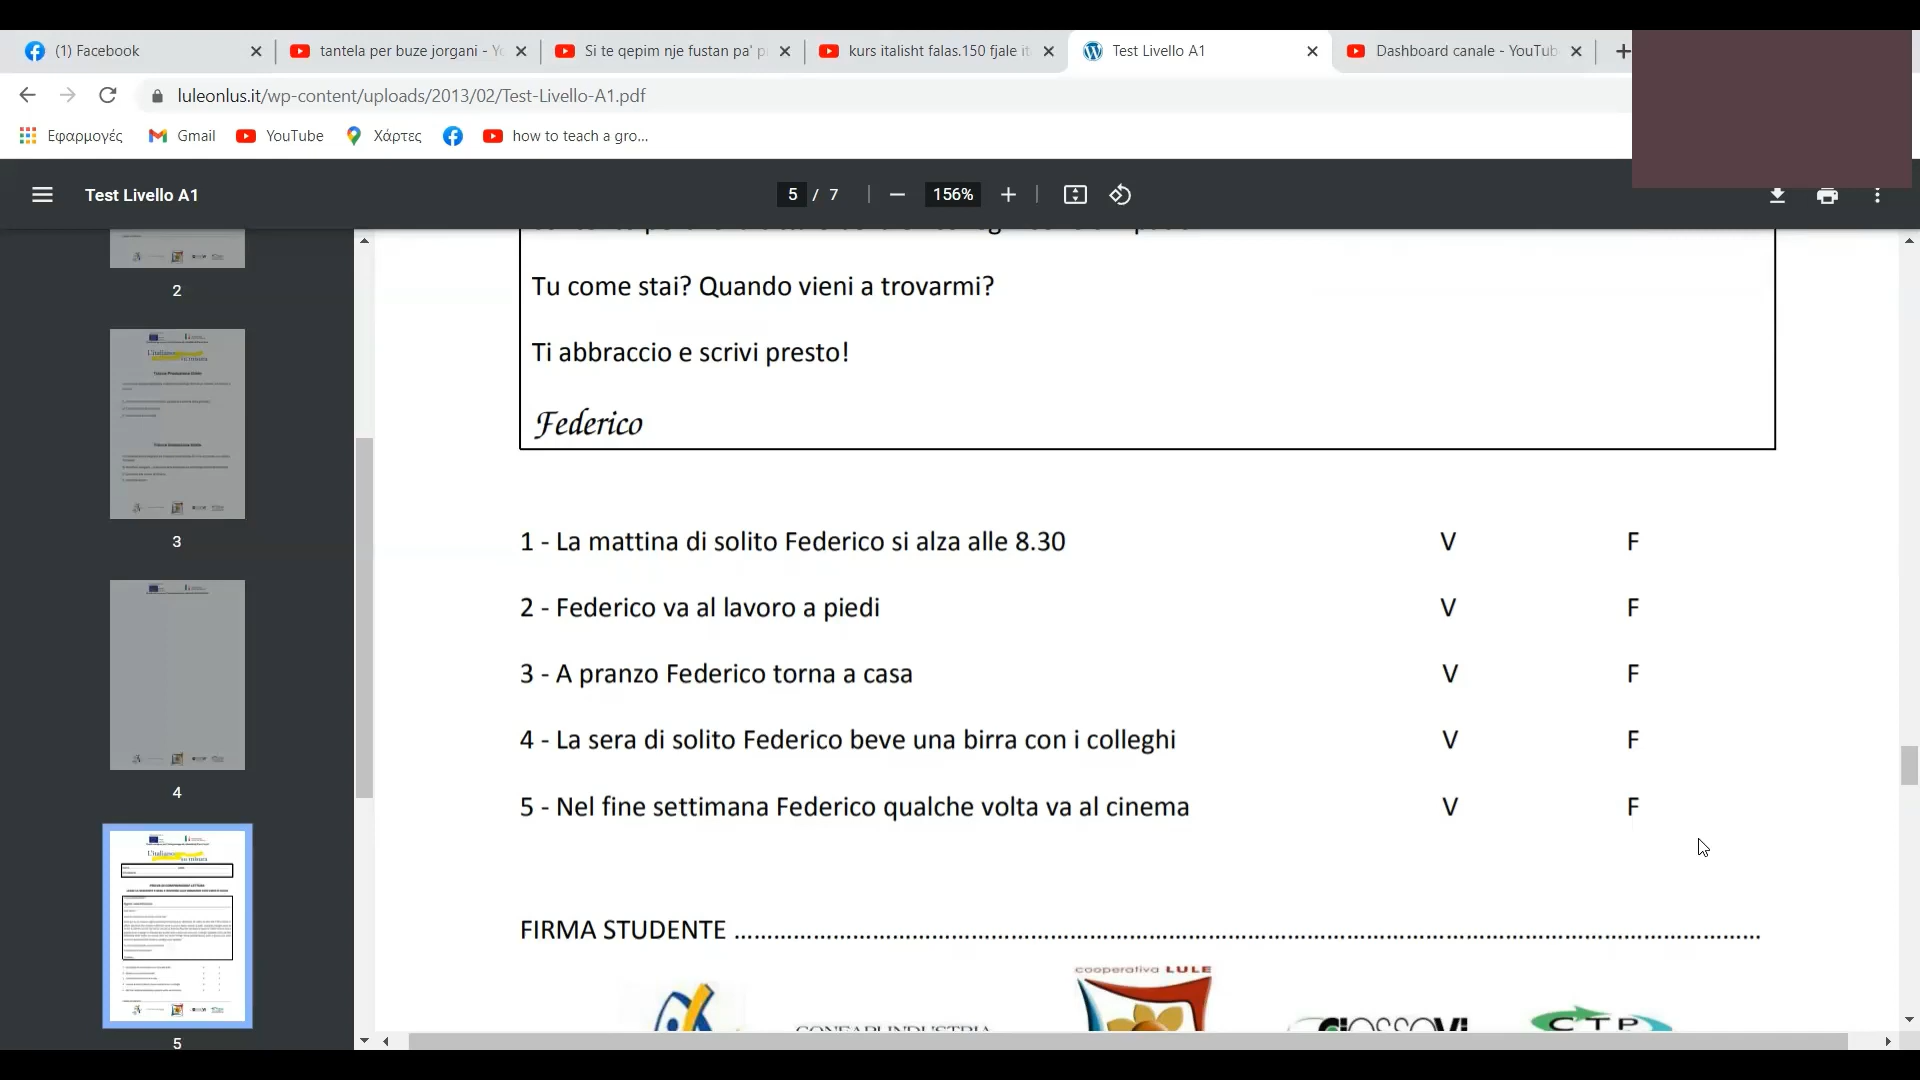 (1) Facebook
tantela per buze jorgani - Yo
Si te qepim nje fustan pa' p
kurs italisht falas.150 fjale it
Test Livello A1
Dashboard canale - YouTub
luleonlus.it/wp-content/uploads/2013/02/Test-Livello-A1.pdf
Εφαρμογές
Gmail
YouTube
Χάρτες
how to teach a gro...
Test Livello A1
5 / 7
156%
2
3
4
5
Tu come stai? Quando vieni a trovarmi?
Ti abbraccio e scrivi presto!
Federico
1 - La mattina di solito Federico si alza alle 8.30 V F
2 - Federico va al lavoro a piedi V F
3 - A pranzo Federico torna a casa V F
4 - La sera di solito Federico beve una birra con i colleghi V F
5 - Nel fine settimana Federico qualche volta va al cinema V F
FIRMA STUDENTE ........................................................................................................
cooperativa LULE
CTP